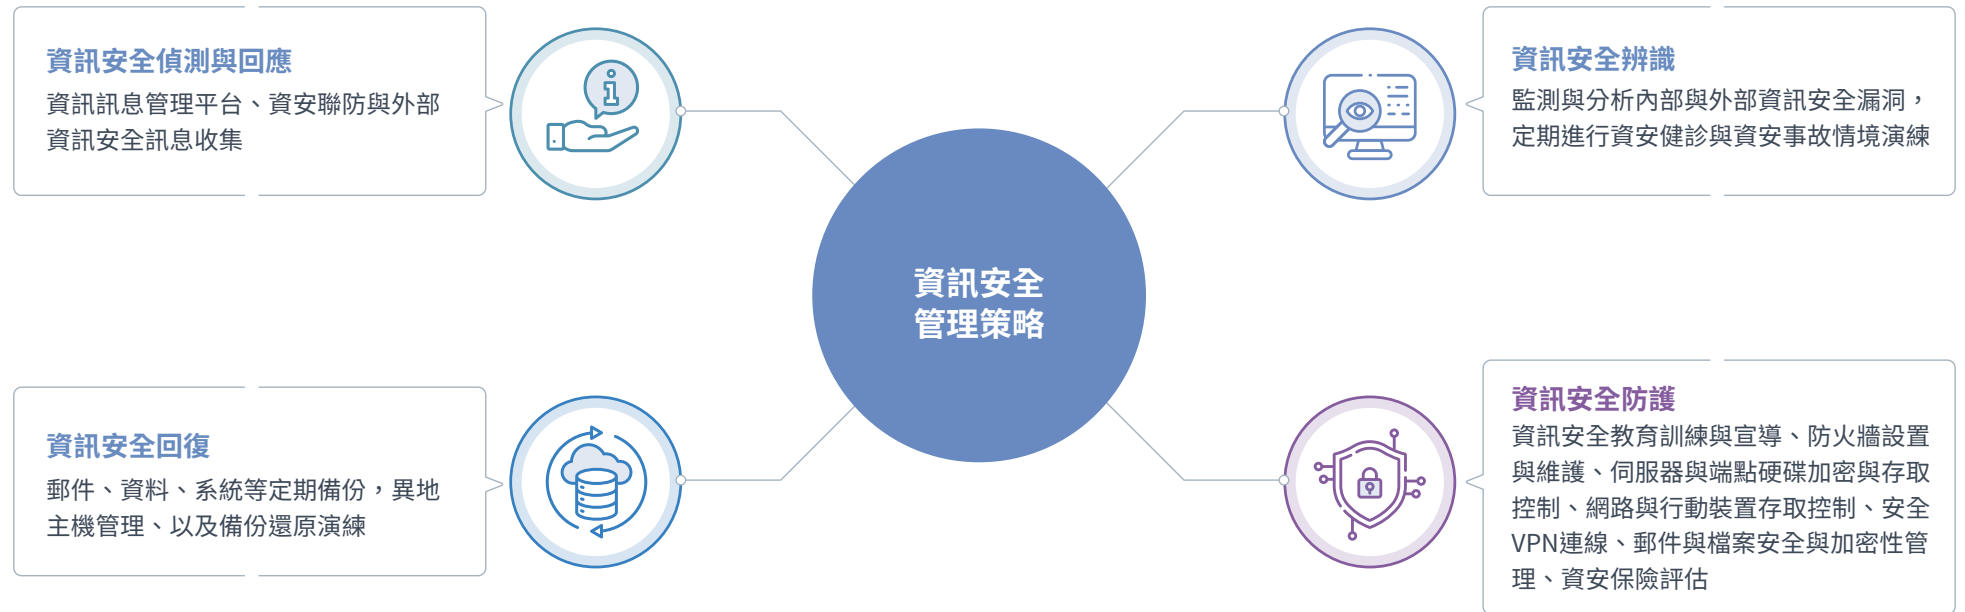 資訊安全偵測與回應
資訊訊息管理平台、資安聯防與外部
資訊安全訊息收集
資訊安全辨識
監測與分析內部與外部資訊安全漏洞，
定期進行資安健診與資安事故情境演練
資訊安全
管理策略
資訊安全回復
郵件、資料、系統等定期備份，異地
主機管理、以及備份還原演練
資訊安全防護
資訊安全教育訓練與宣導、防火牆設置
與維護、伺服器與端點硬碟加密與存取
控制、網路與行動裝置存取控制、安全
VPN連線、郵件與檔案安全與加密性管
理、資安保險評估